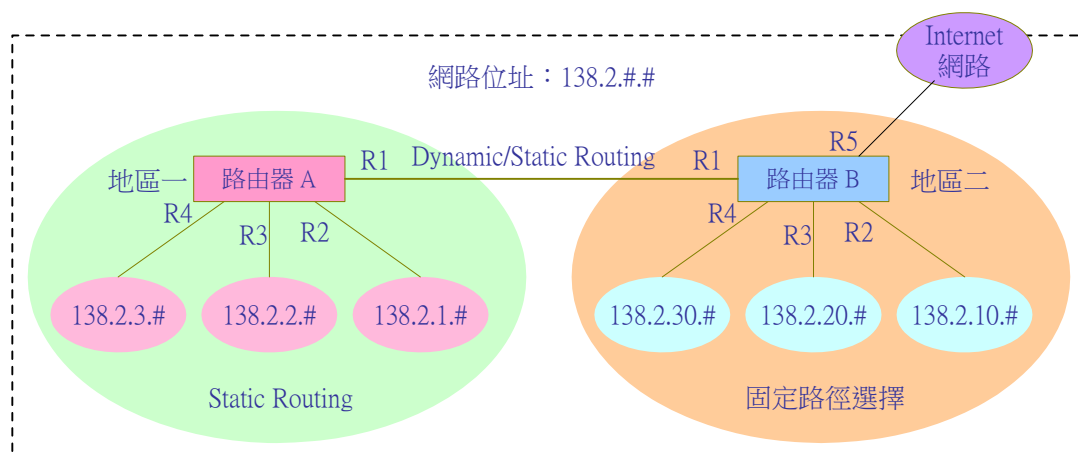 Internet
網路
網路位址：138.2.#.#
R5
R1
Dynamic/Static Routing
R1
地區一
路由器 A
路由器 B
地區二
R4
R3
R2
R4
R3
R2
138.2.3.#
138.2.2.#
138.2.1.#
138.2.30.#
138.2.20.#
138.2.10.#
Static Routing
固定路徑選擇